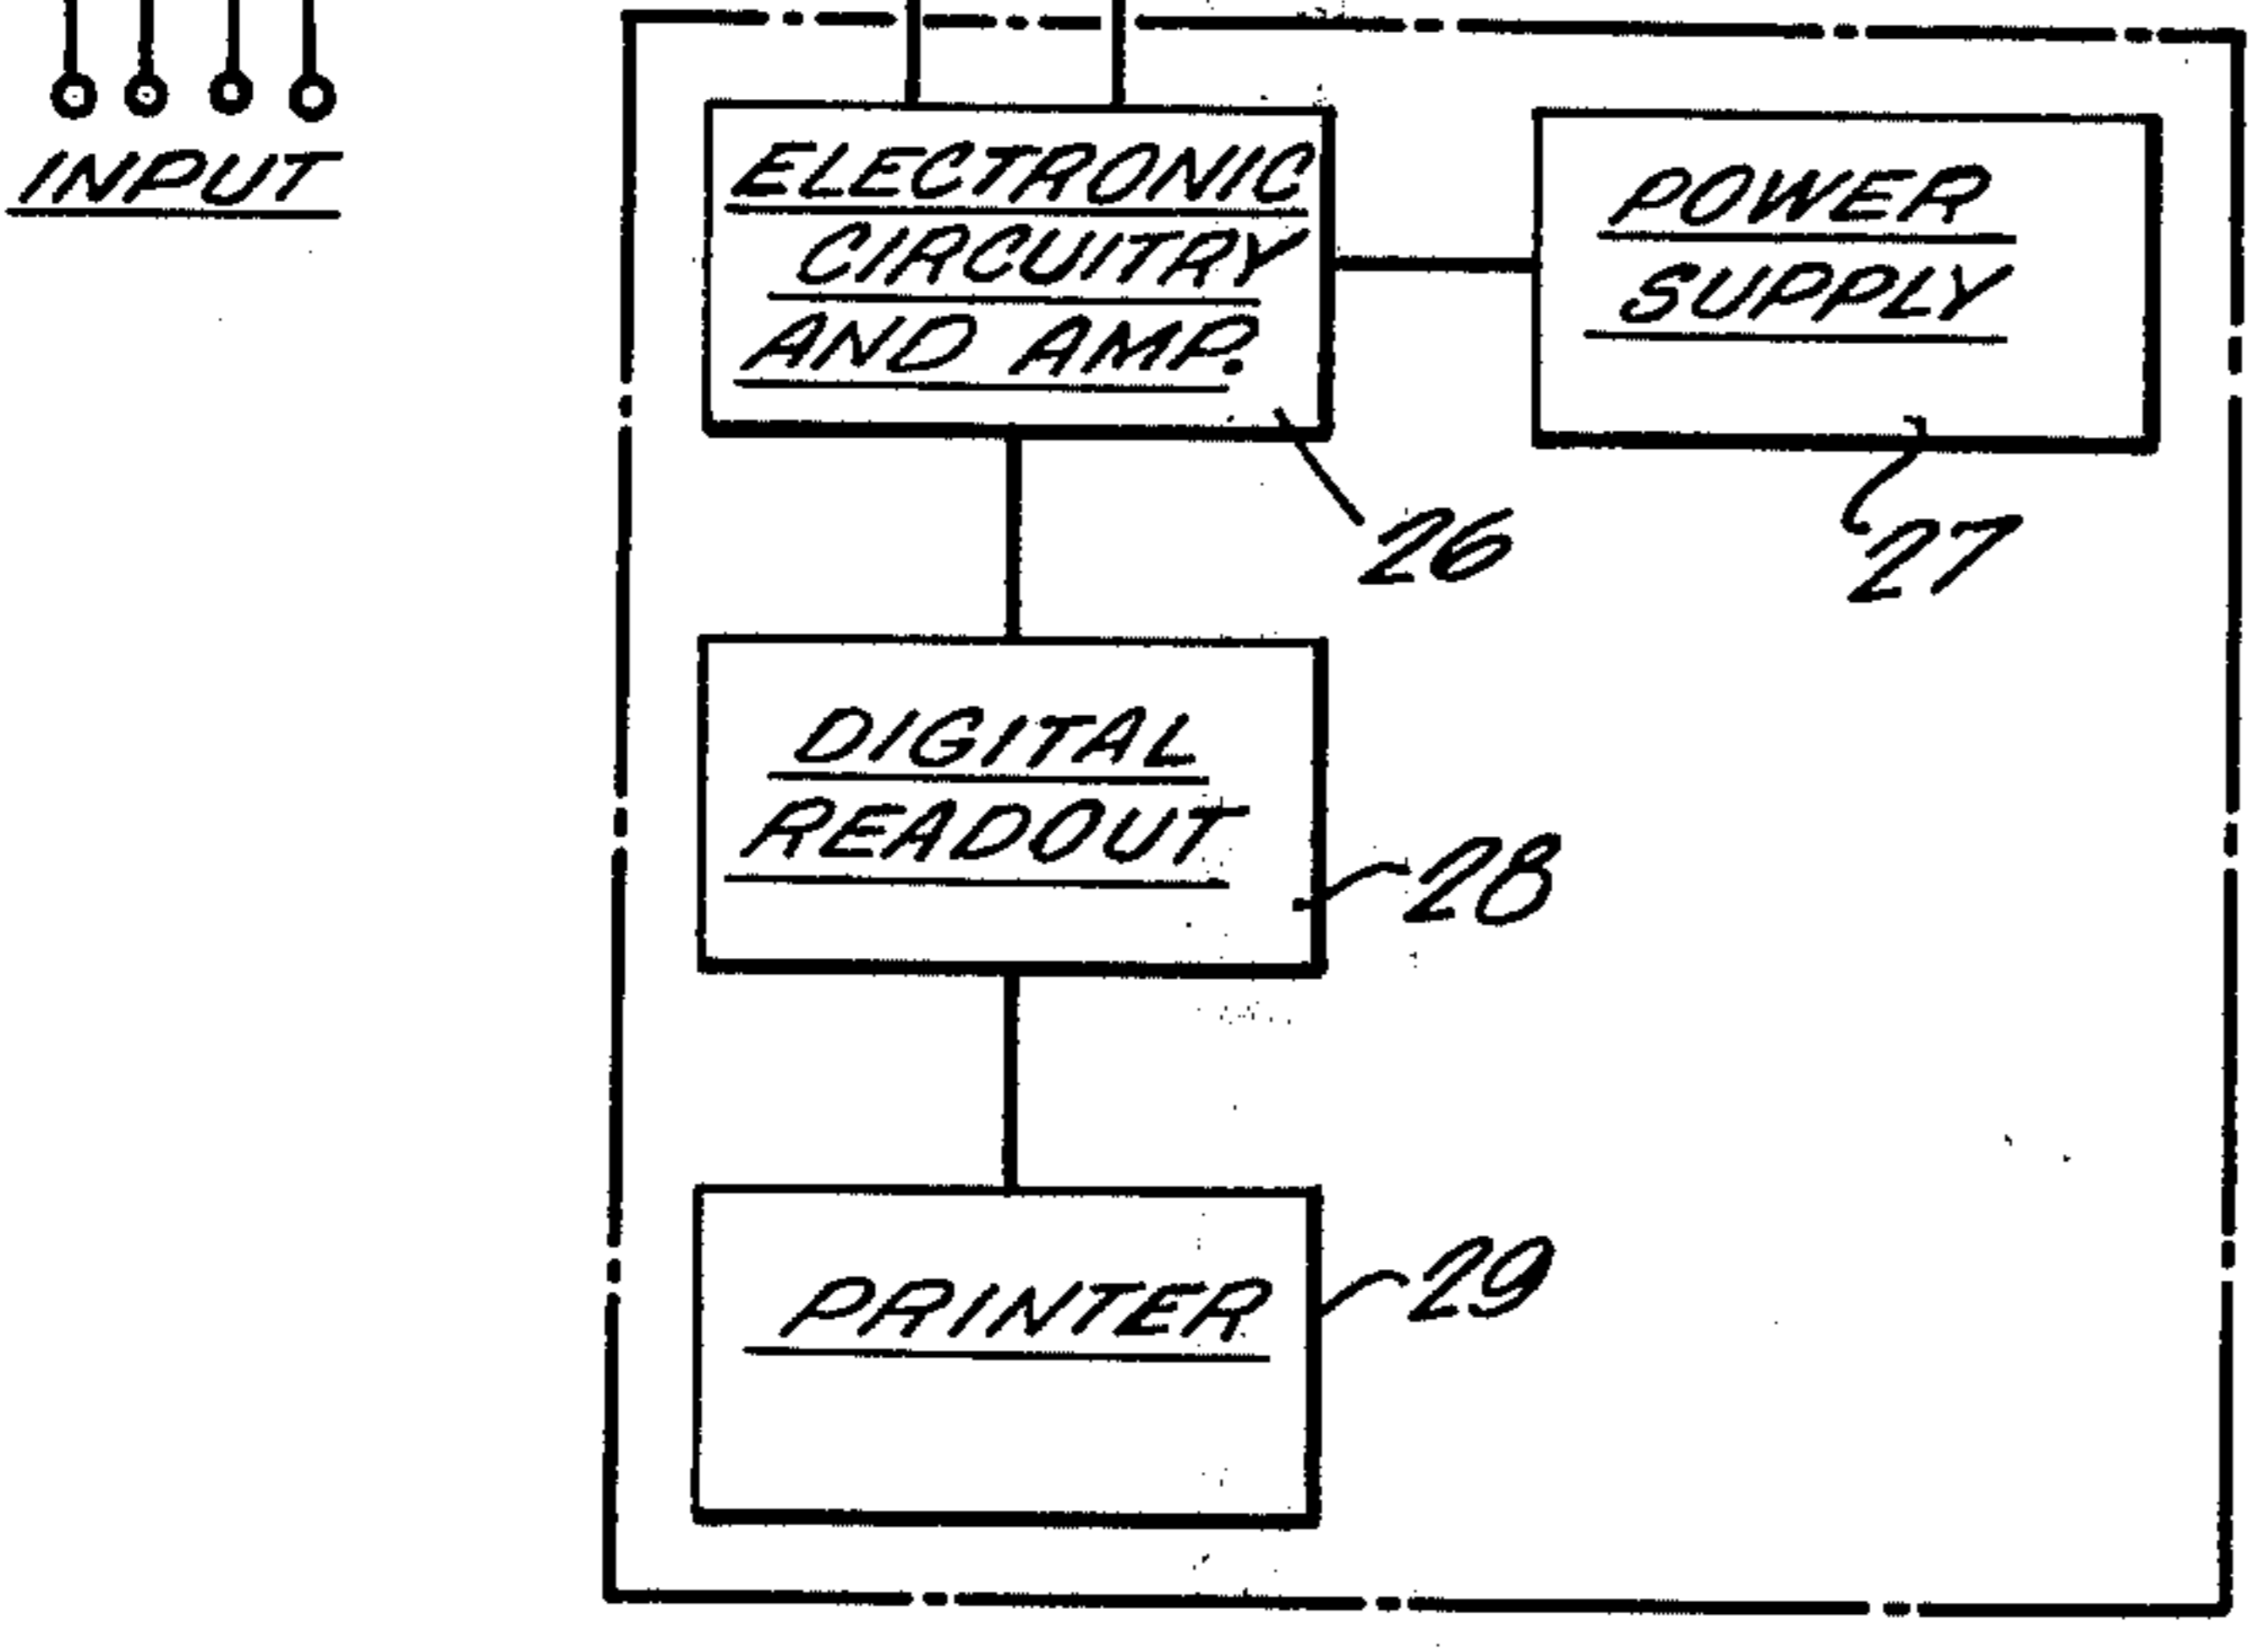 INPUT
ELECTRONIC
CIRCUITRY
AND AMP.
POWER
SUPPLY
26
27
DIGITAL
READOUT
28
PRINTER
29